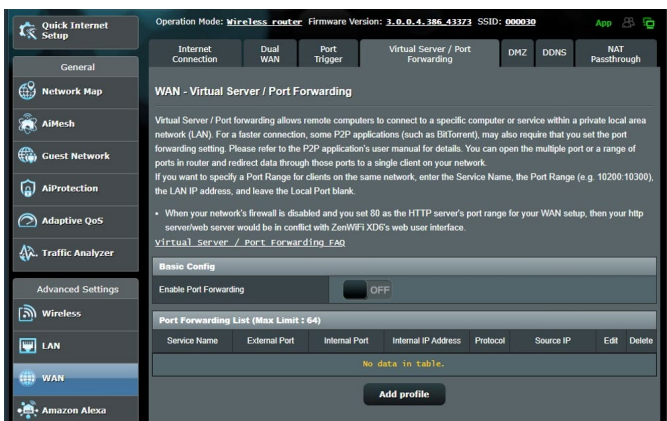 Quick Internet
Setup
Operation Mode: Wireless router Firmware Version: 3.0.0.4.386_43373 SSID: 000030
App
General
Network Map
AiMesh
Guest Network
AiProtection
Adaptive QoS
Traffic Analyzer
Advanced Settings
Wireless
LAN
WAN
Amazon Alexa
Internet
Connection
Dual
WAN
Port
Trigger
Virtual Server / Port
Forwarding
DMZ
DDNS
NAT
Passthrough
WAN - Virtual Server / Port Forwarding
Virtual Server / Port forwarding allows remote computers to connect to a specific computer or service within a private local area
network (LAN). For a faster connection, some P2P applications (such as BitTorrent), may also require that you set the port
forwarding setting. Please refer to the P2P application's user manual for details. You can open the multiple port or a range of
ports in router and redirect data through those ports to a single client on your network.
If you want to specify a Port Range for clients on the same network, enter the Service Name, the Port Range (e.g. 10200:10300),
the LAN IP address, and leave the Local Port blank.
• When your network's firewall is disabled and you set 80 as the HTTP server's port range for your WAN setup, then your http
server/web server would be in conflict with ZenWiFi XD6's web user interface.
Virtual Server / Port Forwarding FAQ
Basic Config
Enable Port Forwarding
OFF
Port Forwarding List (Max Limit : 64)
Service Name External Port Internal Port Internal IP Address Protocol Source IP Edit Delete
No data in table.
Add profile